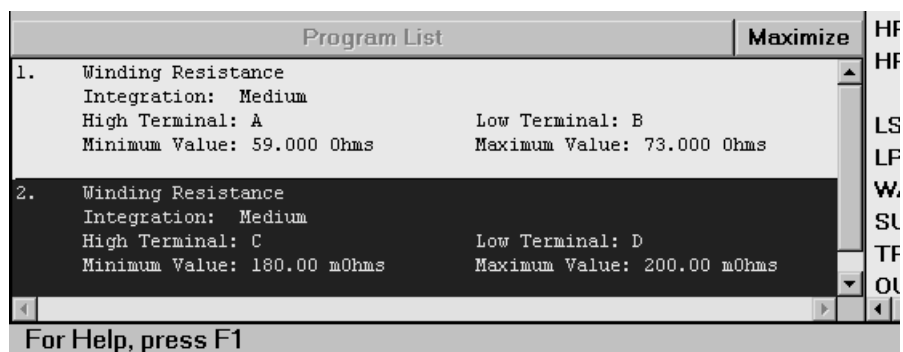 Program List Maximize
1. Winding Resistance
Integration: Medium
High Terminal: A Low Terminal: B
Minimum Value: 59.000 Ohms Maximum Value: 73.000 Ohms
2. Winding Resistance
Integration: Medium
High Terminal: C Low Terminal: D
Minimum Value: 180.00 mOhms Maximum Value: 200.00 mOhms
For Help, press F1
LS
LP